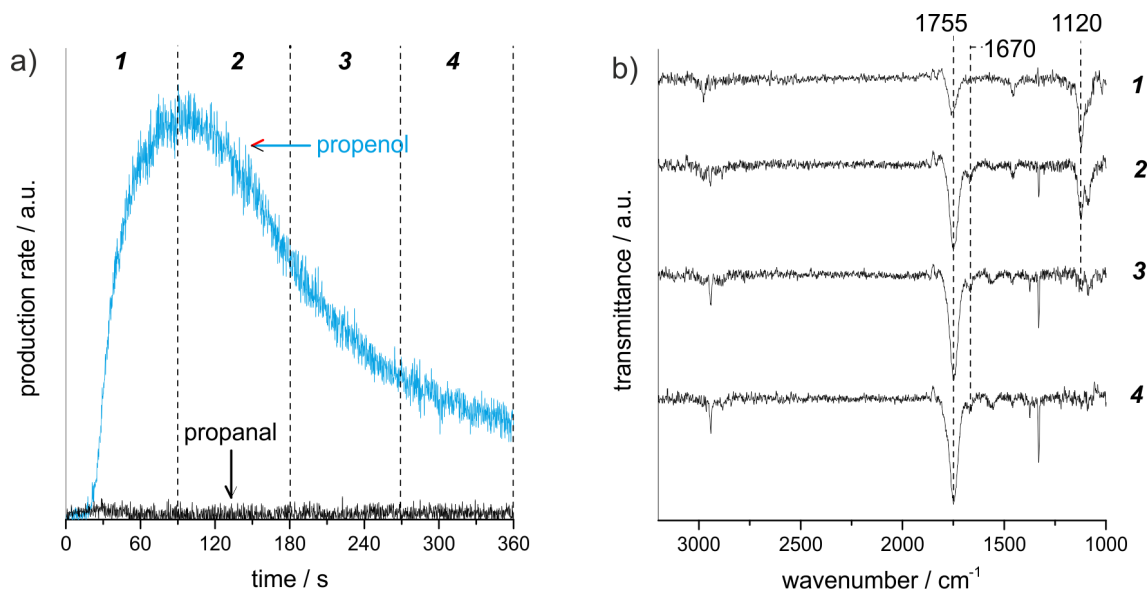 a)
1 2 3 4
propenol
propanal
production rate / a.u.
0 60 120 180 240 300 360
time / s
b)
1755 1120
1670
1
2
3
4
transmittance / a.u.
3000 2500 2000 1500 1000
wavenumber / cm⁻¹